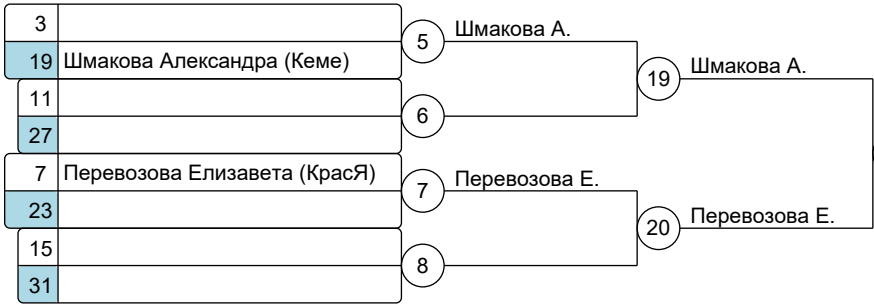 3
5
Шмакова А.
19 Шмакова Александра (Кеме)
19
Шмакова А.
11
6
27
7 Перевозова Елизавета (КрасЯ)
7
Перевозова Е.
23
20
Перевозова Е.
15
8
31